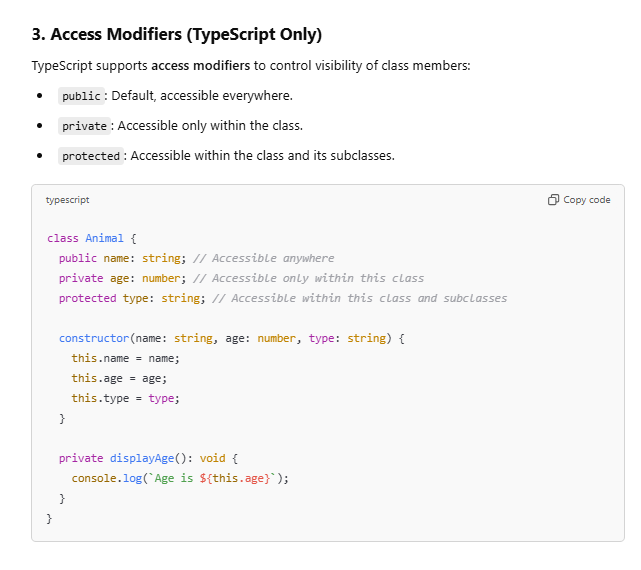 3. Access Modifiers (TypeScript Only)
TypeScript supports access modifiers to control visibility of class members:
• public: Default, accessible everywhere.
• private: Accessible only within the class.
• protected: Accessible within the class and its subclasses.
typescript Copy code
class Animal {
  public name: string; // Accessible anywhere
  private age: number; // Accessible only within this class
  protected type: string; // Accessible within this class and subclasses

  constructor(name: string, age: number, type: string) {
    this.name = name;
    this.age = age;
    this.type = type;
  }

  private displayAge(): void {
    console.log(`Age is ${this.age}`);
  }
}